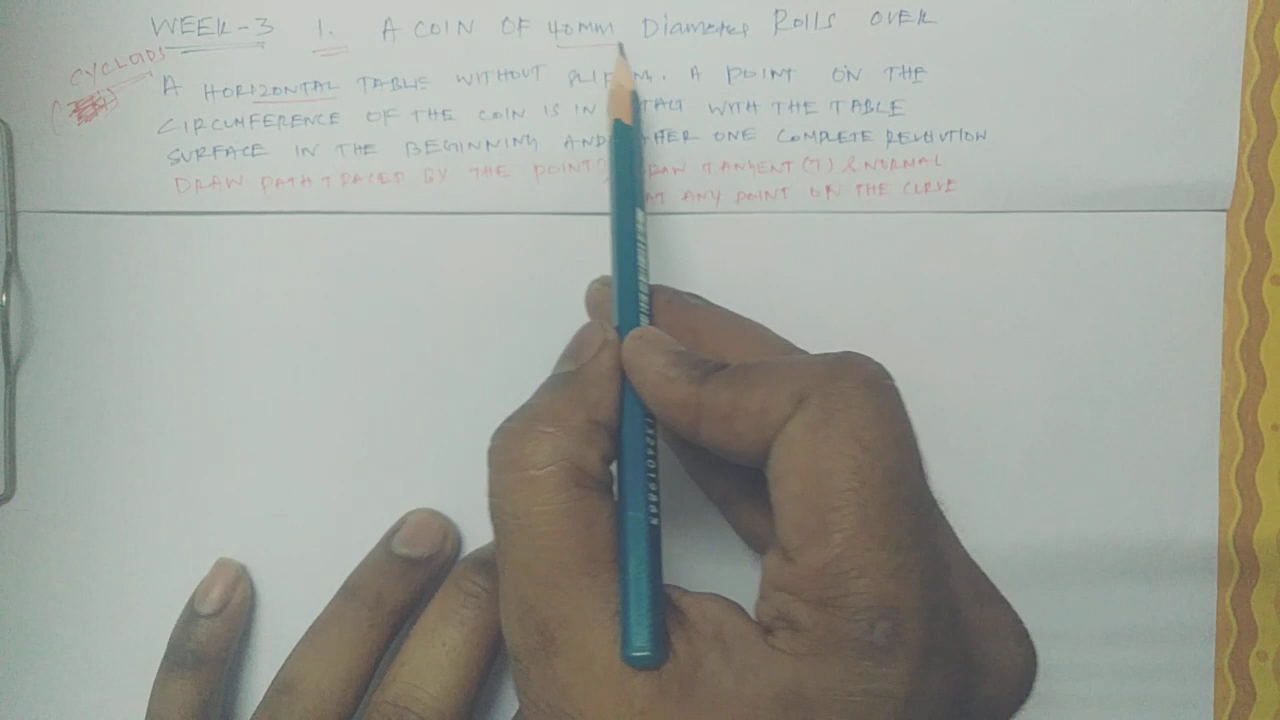 WEEK-3 1. A COIN OF 40mm Diameter Rolls OVER
CYCLOIDS
A HORIZONTAL TABLE WITHOUT A POINT ON THE
CIRCUMFERENCE OF THE COIN IS IN WITH THE TABLE
SURFACE IN THE BEGINNING AND ONE COMPLETE REVOLUTION
DRAW PATH TRACED BY THE POINT? TANGENT (T) & NORMAL
AT ANY POINT ON THE CURVE